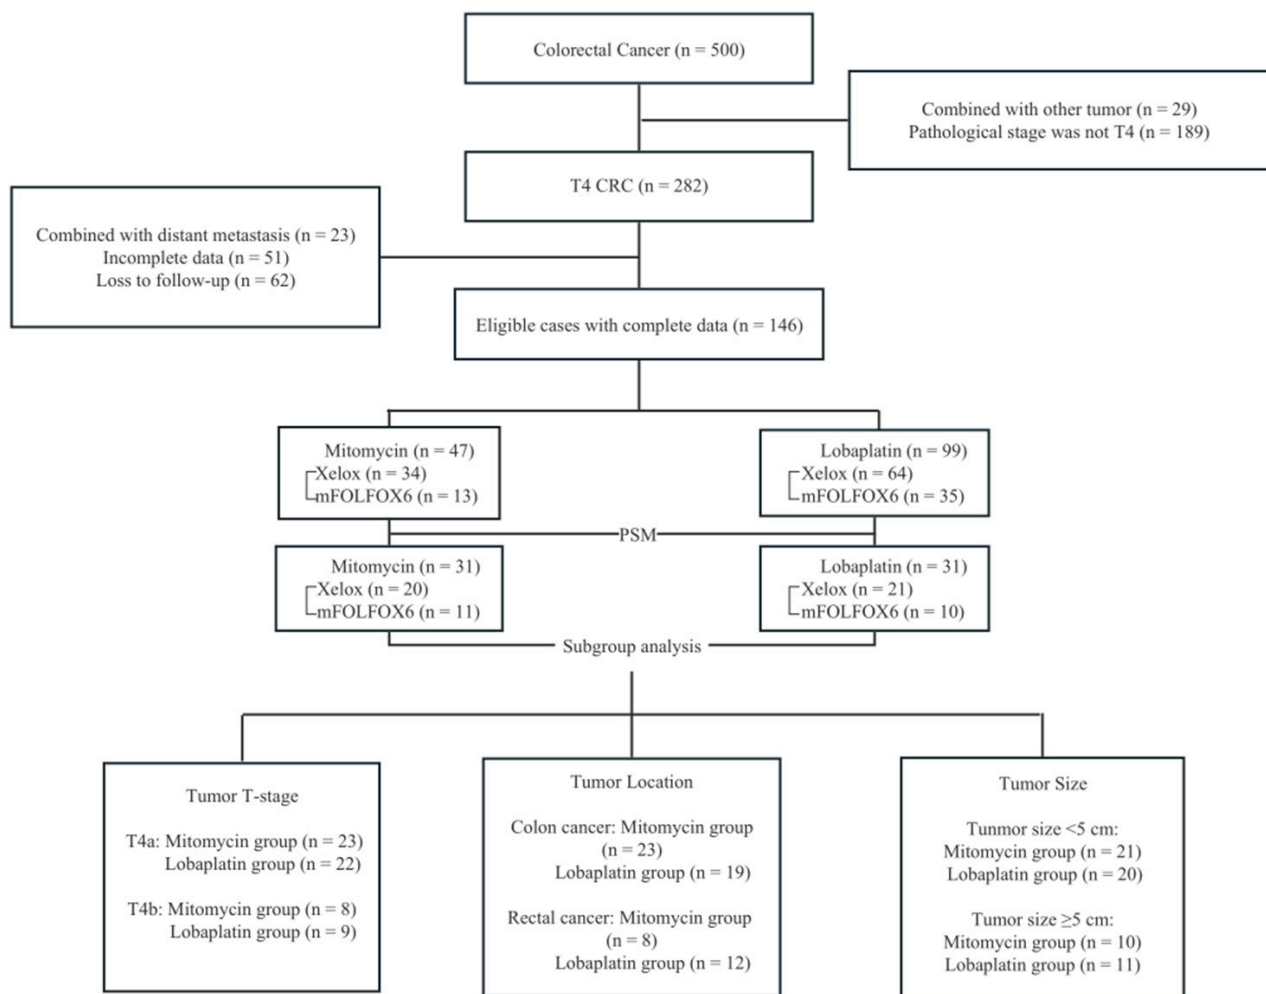 Colorectal Cancer (n = 500)
Combined with other tumor (n = 29)
Pathological stage was not T4 (n = 189)
T4 CRC (n = 282)
Combined with distant metastasis (n = 23)
Incomplete data (n = 51)
Loss to follow-up (n = 62)
Eligible cases with complete data (n = 146)
Mitomycin (n = 47)
Xelox (n = 34)
mFOLFOX6 (n = 13)
Lobaplatin (n = 99)
Xelox (n = 64)
mFOLFOX6 (n = 35)
PSM
Mitomycin (n = 31)
Xelox (n = 20)
mFOLFOX6 (n = 11)
Lobaplatin (n = 31)
Xelox (n = 21)
mFOLFOX6 (n = 10)
Subgroup analysis
Tumor T-stage
T4a: Mitomycin group (n = 23)
Lobaplatin group (n = 22)
T4b: Mitomycin group (n = 8)
Lobaplatin group (n = 9)
Tumor Location
Colon cancer: Mitomycin group
(n = 23)
Lobaplatin group (n = 19)
Rectal cancer: Mitomycin group
(n = 8)
Lobaplatin group (n = 12)
Tumor Size
Tunmor size <5 cm:
Mitomycin group (n = 21)
Lobaplatin group (n = 20)
Tumor size ≥5 cm:
Mitomycin group (n = 10)
Lobaplatin group (n = 11)